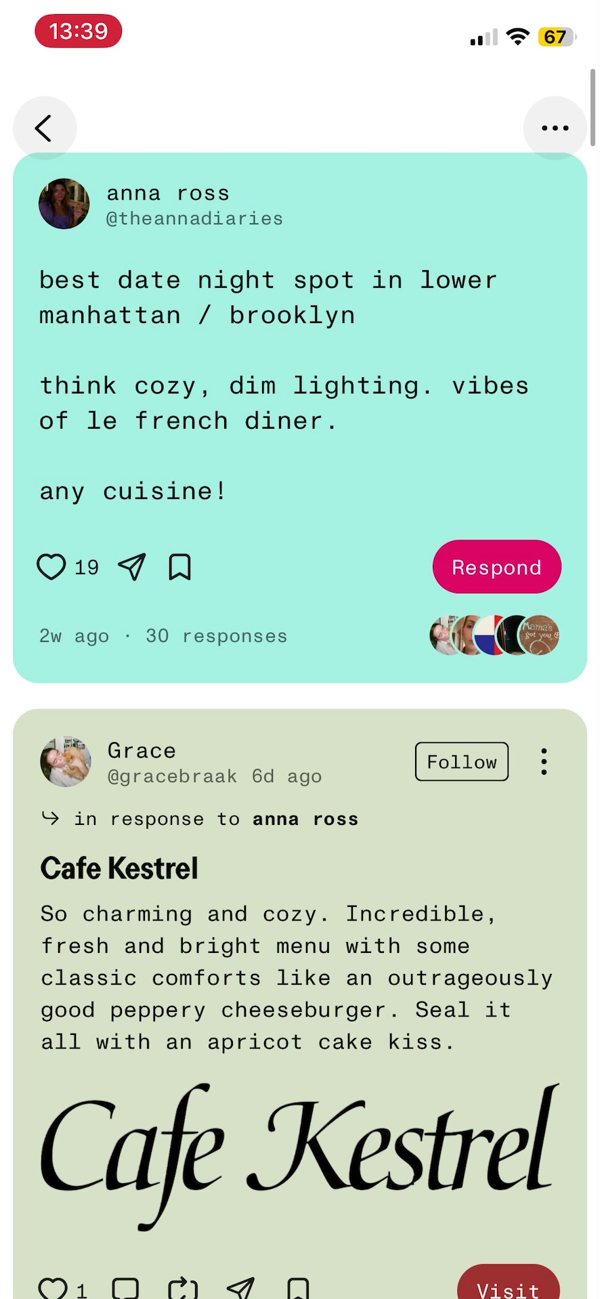 13:39
67
anna ross
@theannadiaries
best date night spot in lower
manhattan / brooklyn
think cozy, dim lighting. vibes
of le french diner.
any cuisine!
19
Respond
2w ago · 30 responses
Mama's
got you
Grace
@gracebraak 6d ago
Follow
in response to anna ross
Cafe Kestrel
So charming and cozy. Incredible,
fresh and bright menu with some
classic comforts like an outrageously
good peppery cheeseburger. Seal it
all with an apricot cake kiss.
Cafe Kestrel
1
Visit